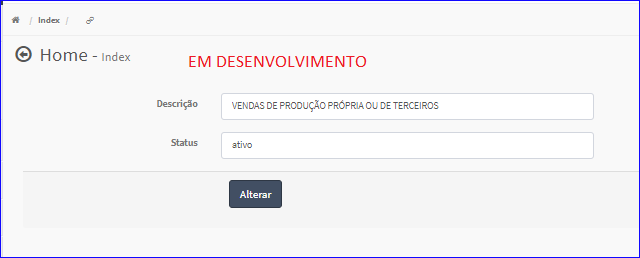 / Index /
Home - Index
EM DESENVOLVIMENTO
Descrição VENDAS DE PRODUÇÃO PRÓPRIA OU DE TERCEIROS
Status ativo
Alterar